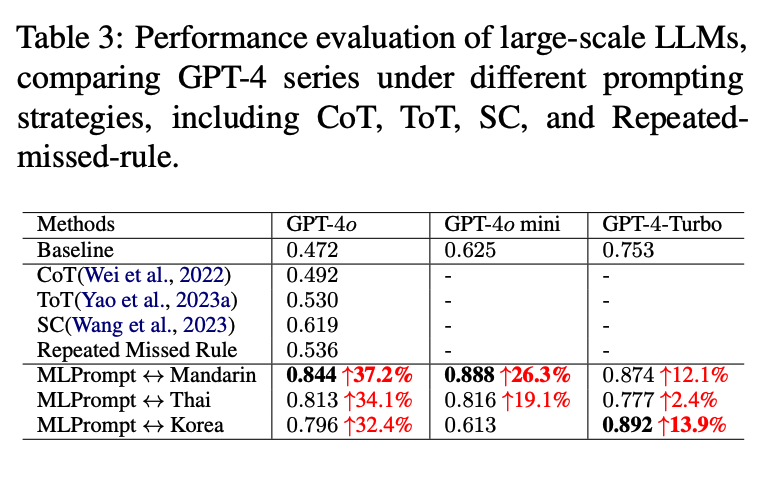 Table 3: Performance evaluation of large-scale LLMs,
comparing GPT-4 series under different prompting
strategies, including CoT, ToT, SC, and Repeated-
missed-rule.
Methods GPT-4o GPT-4o mini GPT-4-Turbo
Baseline 0.472 0.625 0.753
CoT(Wei et al., 2022) 0.492 - -
ToT(Yao et al., 2023a) 0.530 - -
SC(Wang et al., 2023) 0.619 - -
Repeated Missed Rule 0.536 - -
MLPrompt ↔ Mandarin 0.844 ↑37.2% 0.888 ↑26.3% 0.874 ↑12.1%
MLPrompt ↔ Thai 0.813 ↑34.1% 0.816 ↑19.1% 0.777 ↑2.4%
MLPrompt ↔ Korea 0.796 ↑32.4% 0.613 0.892 ↑13.9%